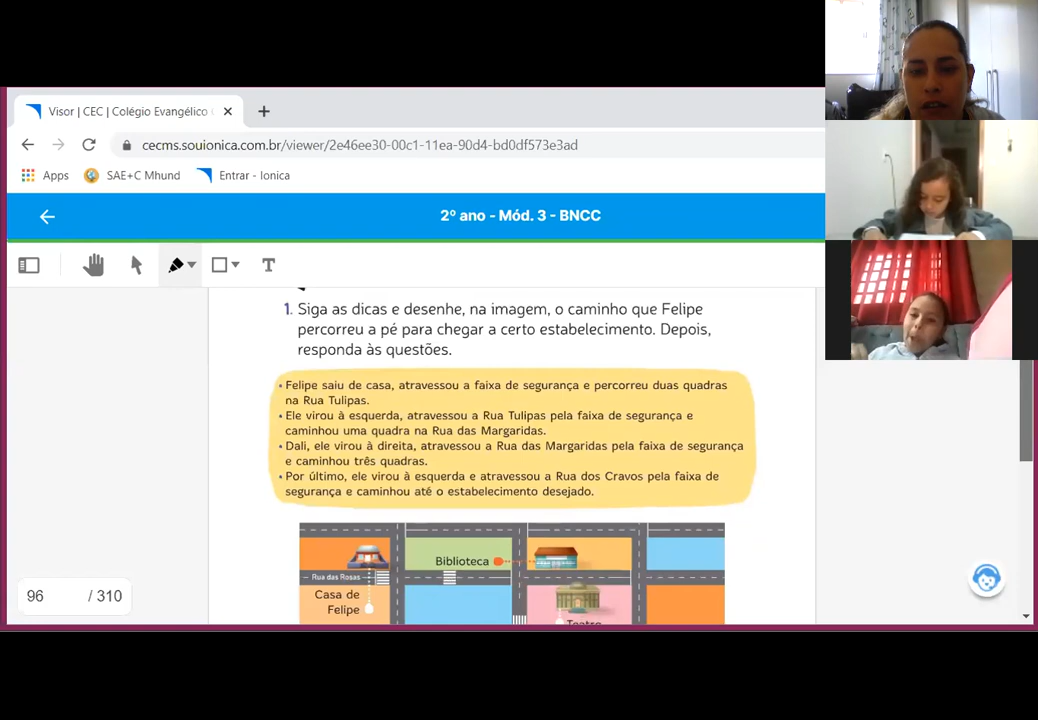 Visor | CEC | Colégio Evangélico
cecms.souionica.com.br/viewer/2e46ee30-00c1-11ea-90d4-bd0df573e3ad
Apps SAE+C Mhund Entrar - Ionica
2º ano - Mód. 3 - BNCC
T
1. Siga as dicas e desenhe, na imagem, o caminho que Felipe
percorreu a pé para chegar a certo estabelecimento. Depois,
responda às questões.
• Felipe saiu de casa, atravessou a faixa de segurança e percorreu duas quadras
na Rua Tulipas.
• Ele virou à esquerda, atravessou a Rua Tulipas pela faixa de segurança e
caminhou uma quadra na Rua das Margaridas.
• Dali, ele virou à direita, atravessou a Rua das Margaridas pela faixa de segurança
e caminhou três quadras.
• Por último, ele virou à esquerda e atravessou a Rua dos Cravos pela faixa de
segurança e caminhou até o estabelecimento desejado.
Biblioteca
Rua das Rosas
Casa de
Felipe
Teatro
96 / 310